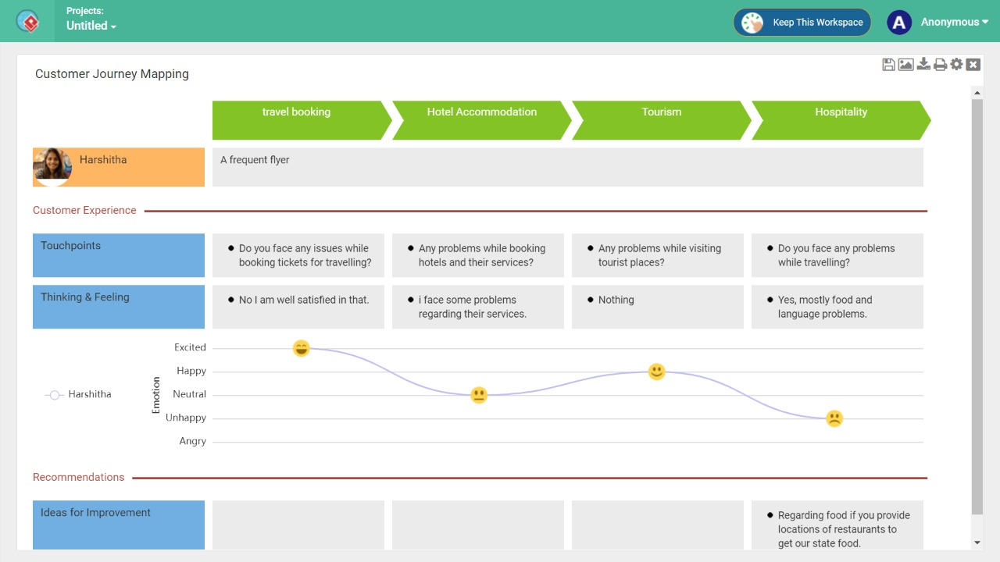 Projects:
Untitled
Keep This Workspace
A
Anonymous
Customer Journey Mapping
travel booking
Hotel Accommodation
Tourism
Hospitality
Harshitha
A frequent flyer
Customer Experience
Touchpoints
Do you face any issues while
booking tickets for travelling?
Any problems while booking
hotels and their services?
Any problems while visiting
tourist places?
Do you face any problems
while travelling?
Thinking & Feeling
No I am well satisfied in that.
i face some problems
regarding their services.
Nothing
Yes, mostly food and
language problems.
Harshitha
Emotion
Excited
Happy
Neutral
Unhappy
Angry
Recommendations
Ideas for Improvement
Regarding food if you provide
locations of restaurants to
get our state food.